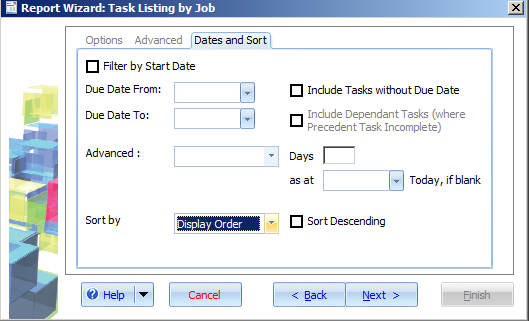 Report Wizard: Task Listing by Job
Options Advanced Dates and Sort
Filter by Start Date
Due Date From: Include Tasks without Due Date
Due Date To: Include Dependant Tasks (where
Precedent Task Incomplete)
Advanced : Days
as at Today, if blank
Sort by Display Order Sort Descending
? Help Cancel < Back Next > Finish